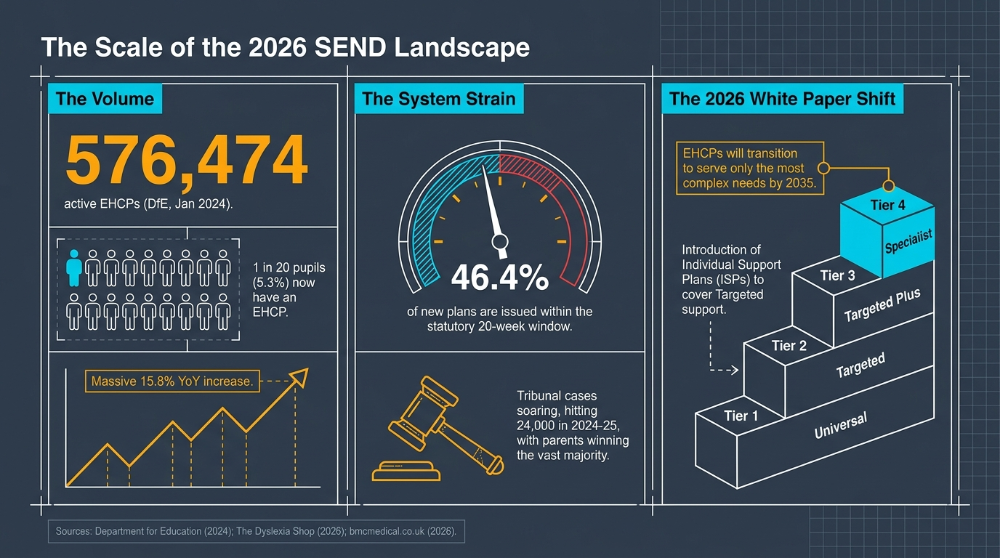 The Scale of the 2026 SEND Landscape
The Volume
576,474
active EHCPs (DfE, Jan 2024).
1 in 20 pupils
(5.3%) now
have an
EHCP.
Massive 15.8% YoY increase.
The System Strain
46.4%
of new plans are issued within the
statutory 20-week window.
Tribunal cases
soaring, hitting
24,000 in 2024-25,
with parents winning
the vast majority.
The 2026 White Paper Shift
EHCPs will transition
to serve only the most
complex needs by 2035.
Tier 4
Specialist
Introduction of
Individual Support
Plans (ISPs) to
cover Targeted
support.
Tier 3
Targeted Plus
Tier 2
Targeted
Tier 1
Universal
Sources: Department for Education (2024); The Dyslexia Shop (2026); bmcmedical.co.uk (2026).